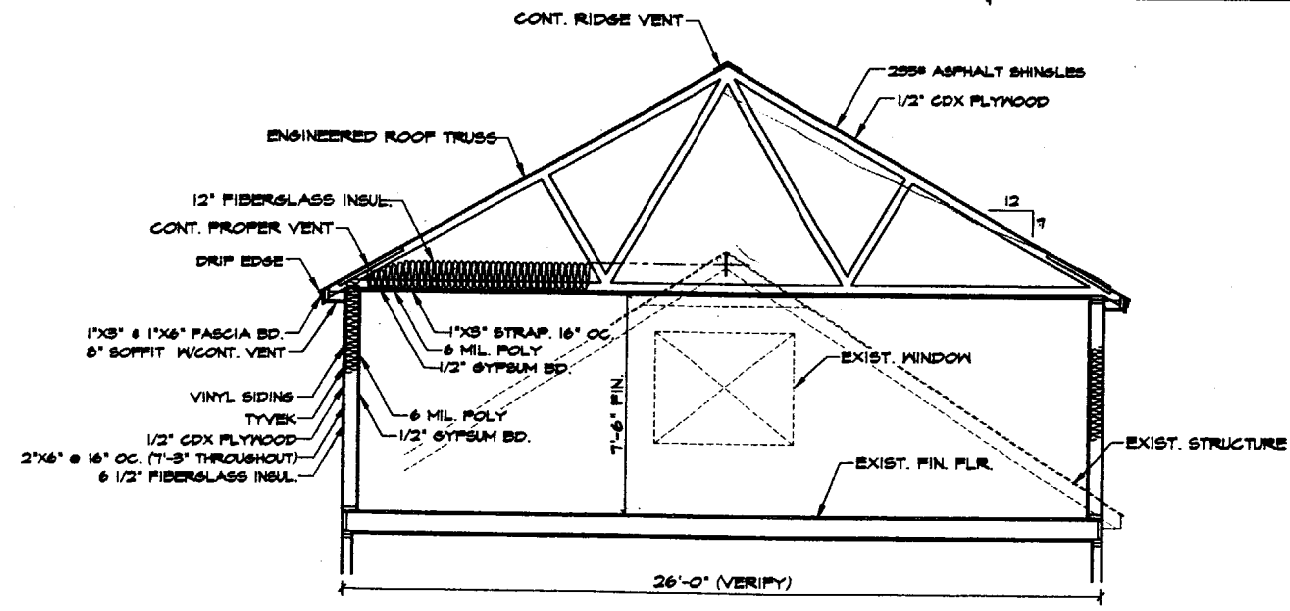 CONT. RIDGE VENT
235# ASPHALT SHINGLES
1/2" CDX PLYWOOD
ENGINEERED ROOF TRUSS
12" FIBERGLASS INSUL.
CONT. PROPER VENT
DRIP EDGE
12
7
1"X3" & 1"X6" FASCIA BD.
8" SOFFIT W/CONT. VENT
1"X3" STRAP. 16" OC.
6 MIL. POLY
1/2" GYPSUM BD.
EXIST. WINDOW
VINYL SIDING
TYVEK
1/2" CDX PLYWOOD
2"X6" @ 16" OC. (7'-3" THROUGHOUT)
6 1/2" FIBERGLASS INSUL.
6 MIL. POLY
1/2" GYPSUM BD.
7'-6" FIN.
EXIST. STRUCTURE
EXIST. FIN. FLR.
26'-0" (VERIFY)